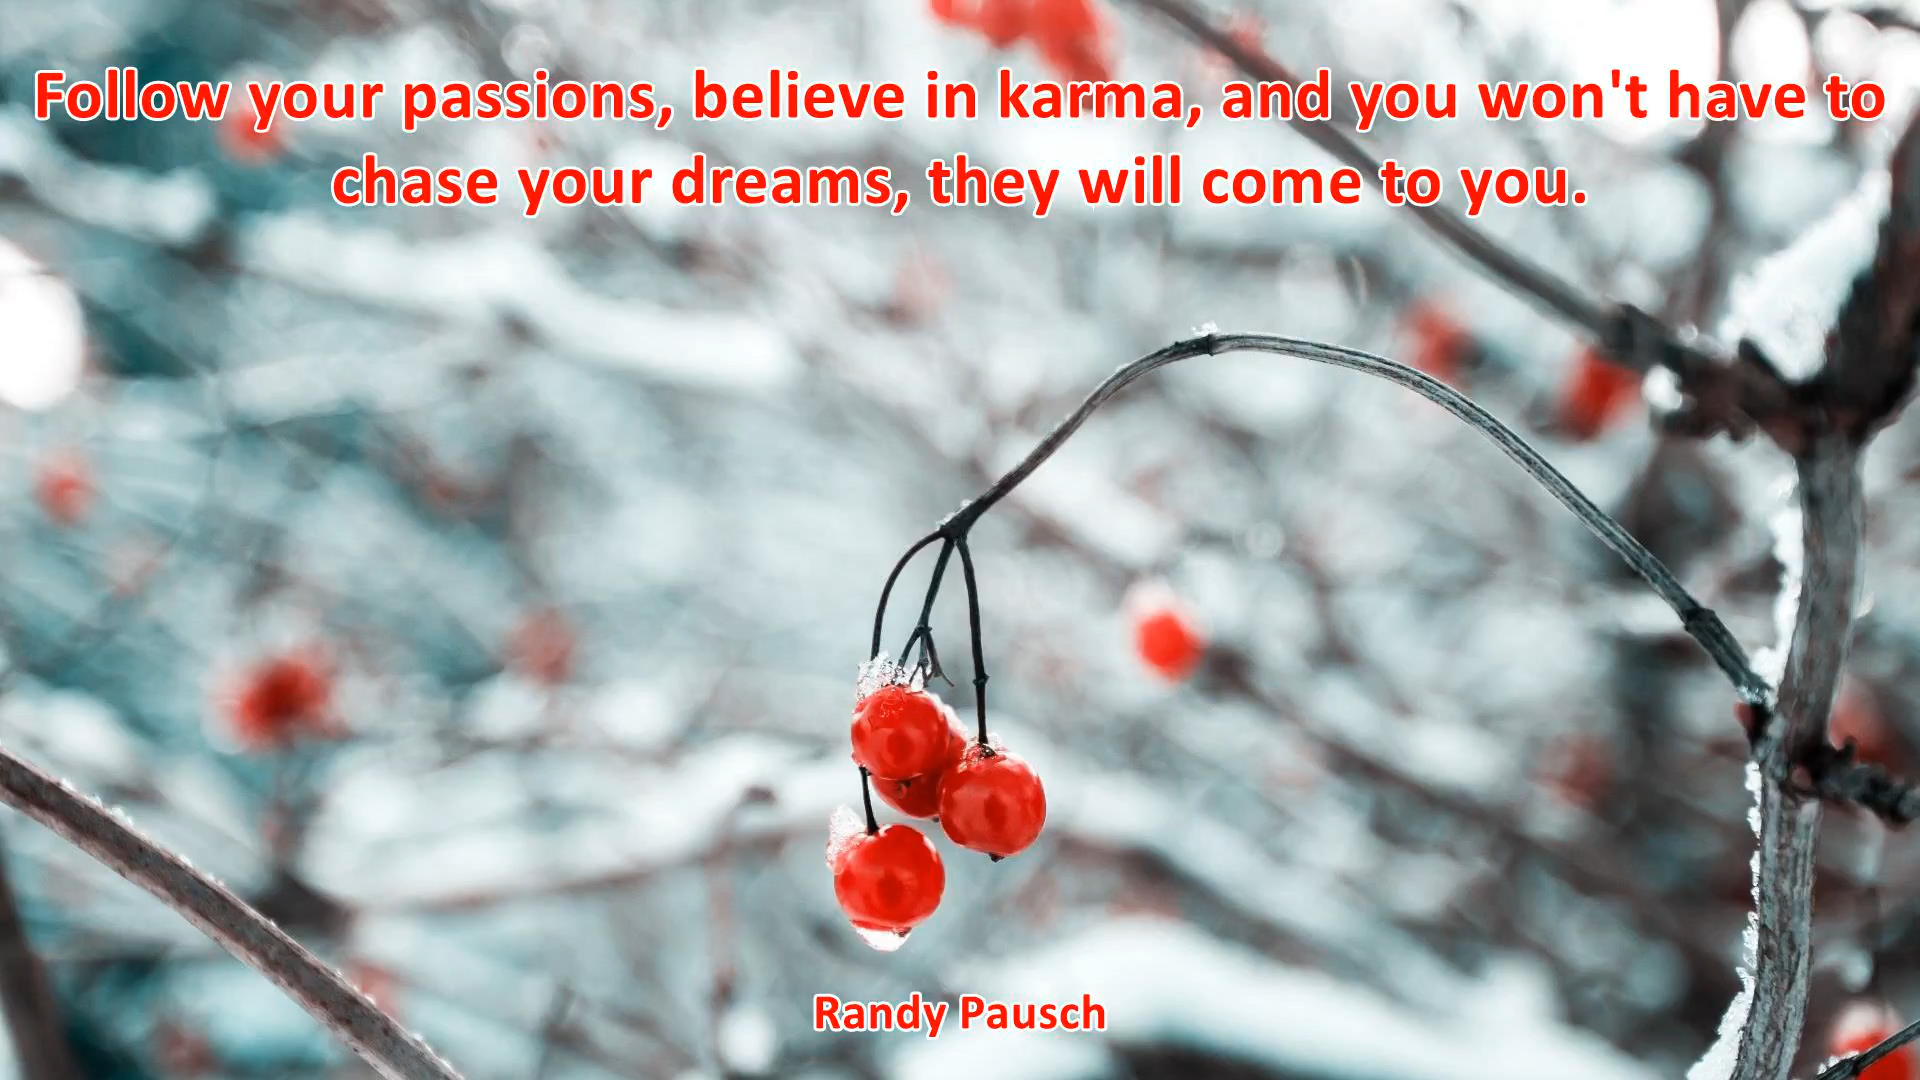 Follow your passions, believe in karma, and you won't have to
chase your dreams, they will come to you.
Randy Pausch